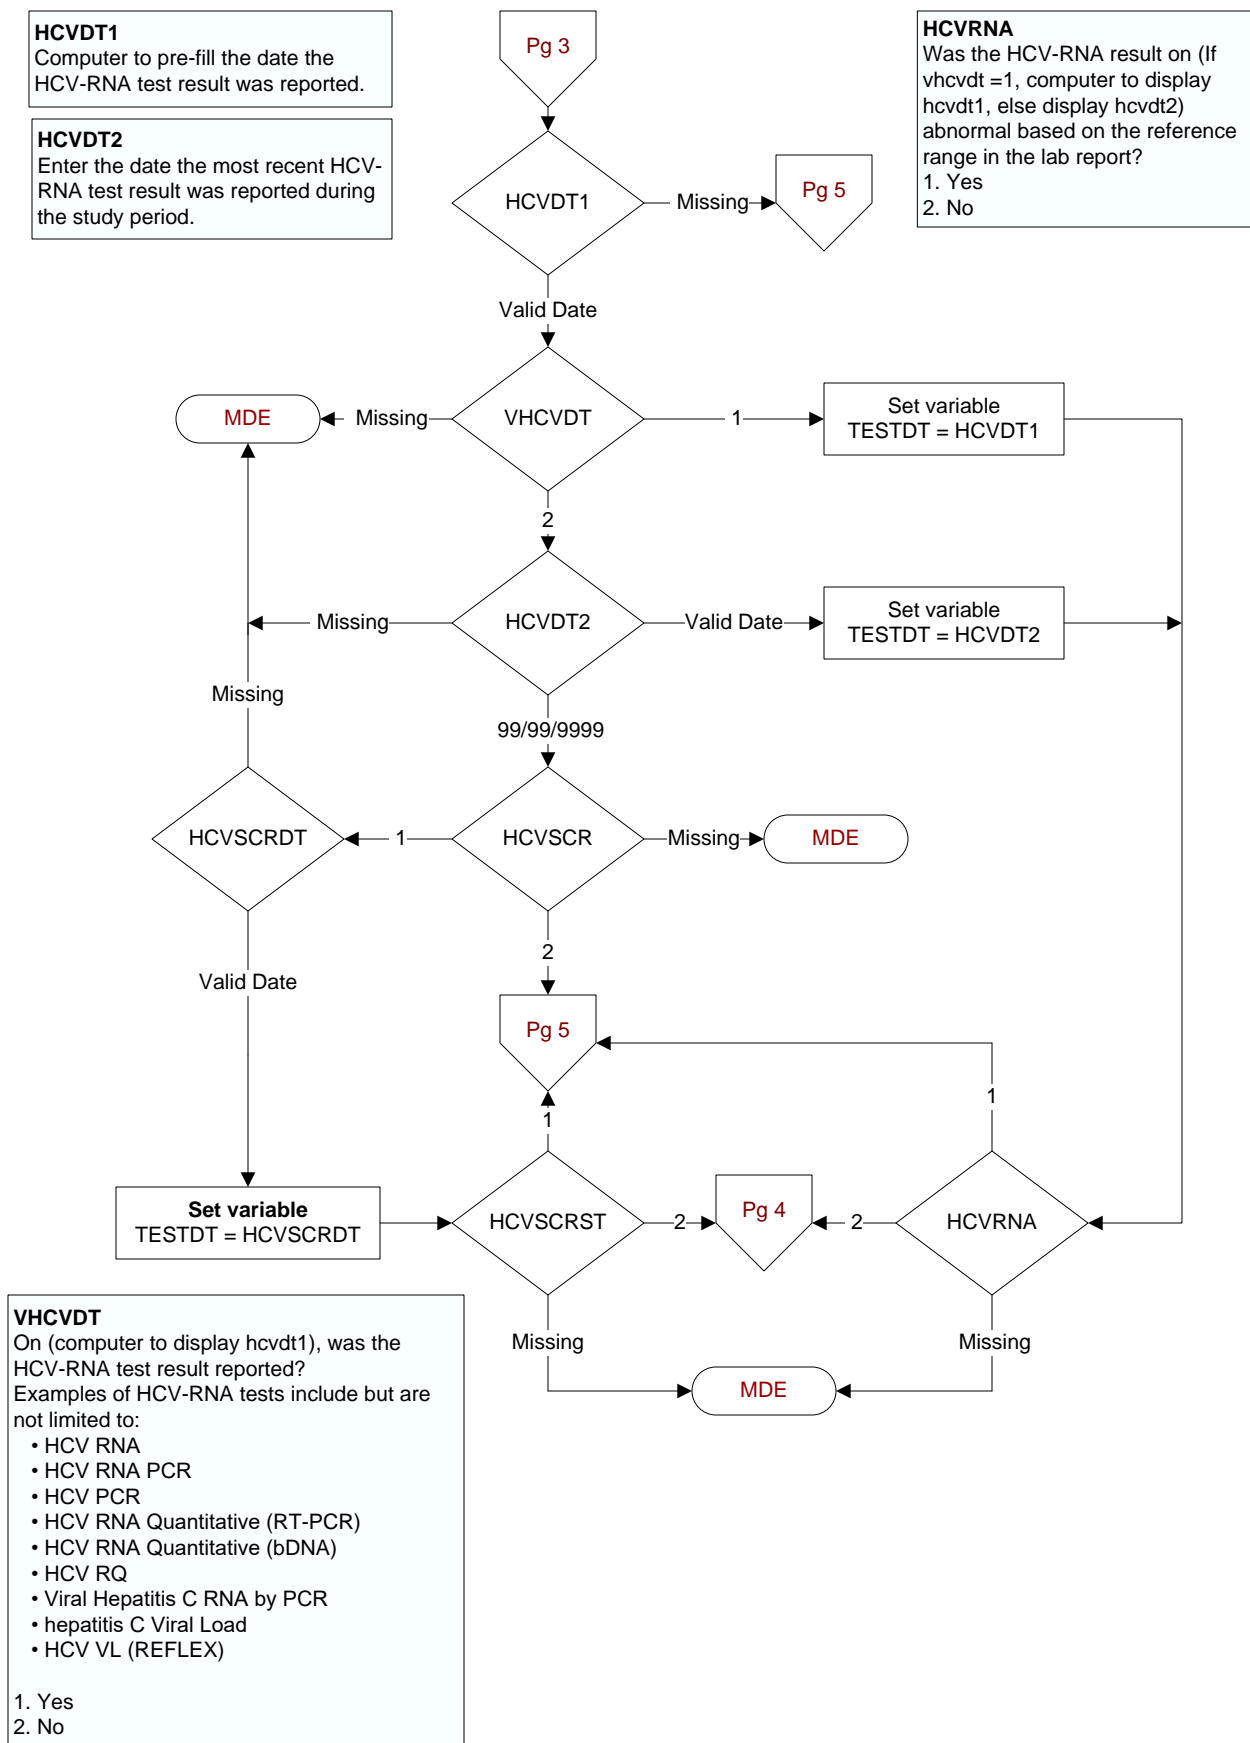 HCVDT1
Computer to pre-fill the date the
HCV-RNA test result was reported.
HCVDT2
Enter the date the most recent HCV-
RNA test result was reported during
the study period.
Pg 3
HCVRNA
Was the HCV-RNA result on (If
vhcvdt =1, computer to display
hcvdt1, else display hcvdt2)
abnormal based on the reference
range in the lab report?
1. Yes
2. No
HCVDT1
Missing
Pg 5
Valid Date
MDE
Missing
VHCVDT
1
Set variable
TESTDT = HCVDT1
2
Missing
HCVDT2
Valid Date
Set variable
TESTDT = HCVDT2
Missing
99/99/9999
HCVSCRDT
1
HCVSCR
Missing
MDE
2
Valid Date
Pg 5
1
1
Set variable
TESTDT = HCVSCRDT
HCVSCRST
2
Pg 4
2
HCVRNA
Missing
Missing
MDE
VHCVDT
On (computer to display hcvdt1), was the
HCV-RNA test result reported?
Examples of HCV-RNA tests include but are
not limited to:
• HCV RNA
• HCV RNA PCR
• HCV PCR
• HCV RNA Quantitative (RT-PCR)
• HCV RNA Quantitative (bDNA)
• HCV RQ
• Viral Hepatitis C RNA by PCR
• hepatitis C Viral Load
• HCV VL (REFLEX)
1. Yes
2. No